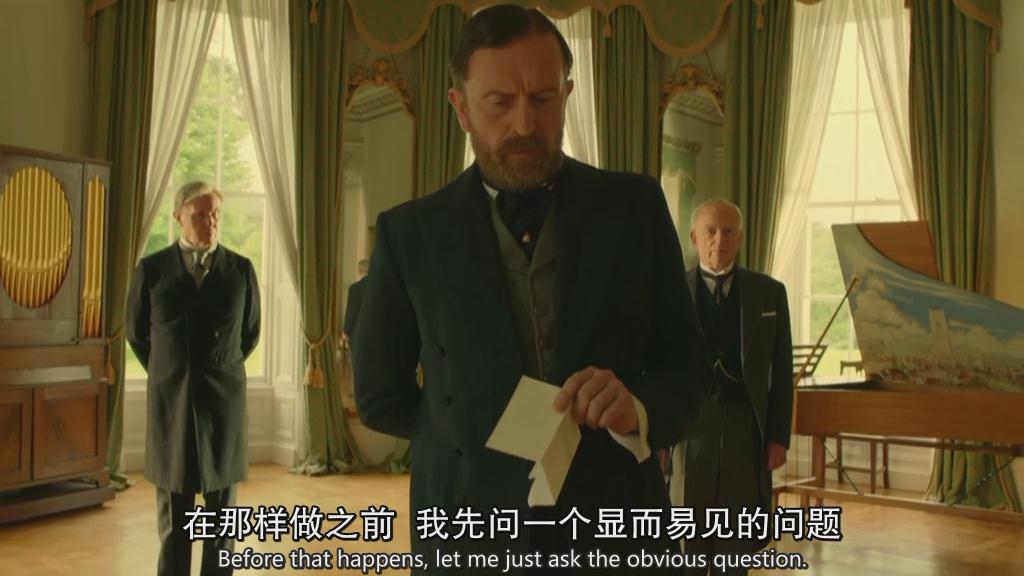 在那样做之前 我先问一个显而易见的问题
Before that happens, let me just ask the obvious question.